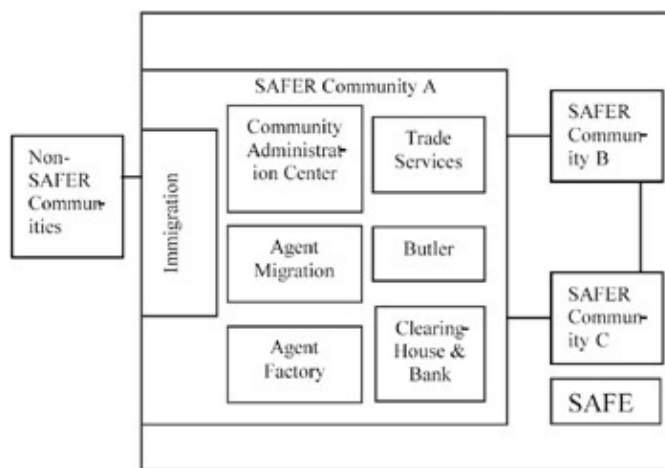 SAFER Community A
Non-
SAFER
Commun-
ities
Immigration
Community
Administrat-
ion Center
Trade
Services
Agent
Migration
Butler
Agent
Factory
Clearing-
House &
Bank
SAFER
Commun-
ity B
SAFER
Commun-
ity C
SAFE